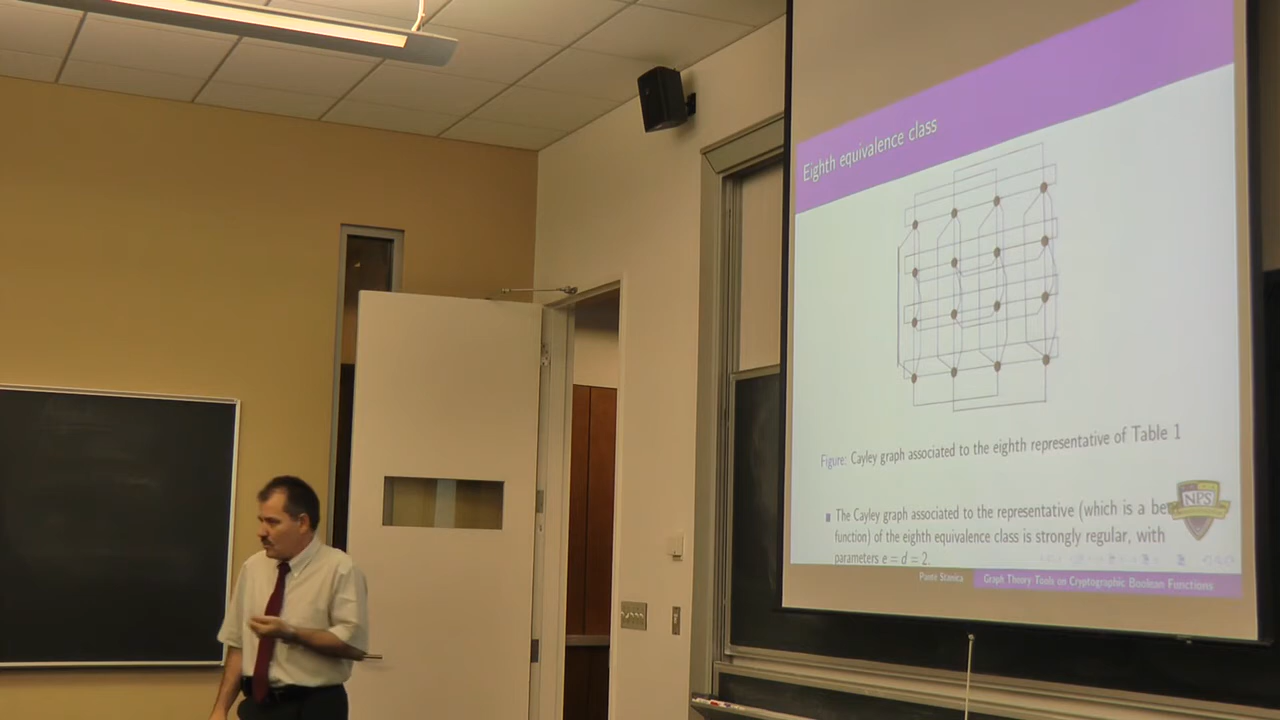 Eighth equivalence class
Figure: Cayley graph associated to the eighth representative of Table 1
The Cayley graph associated to the representative (which is a be
function) of the eighth equivalence class is strongly regular, with
parameters e = d = 2.
NPS
Pante Stanica Graph Theory Tools on Cryptographic Boolean Functions